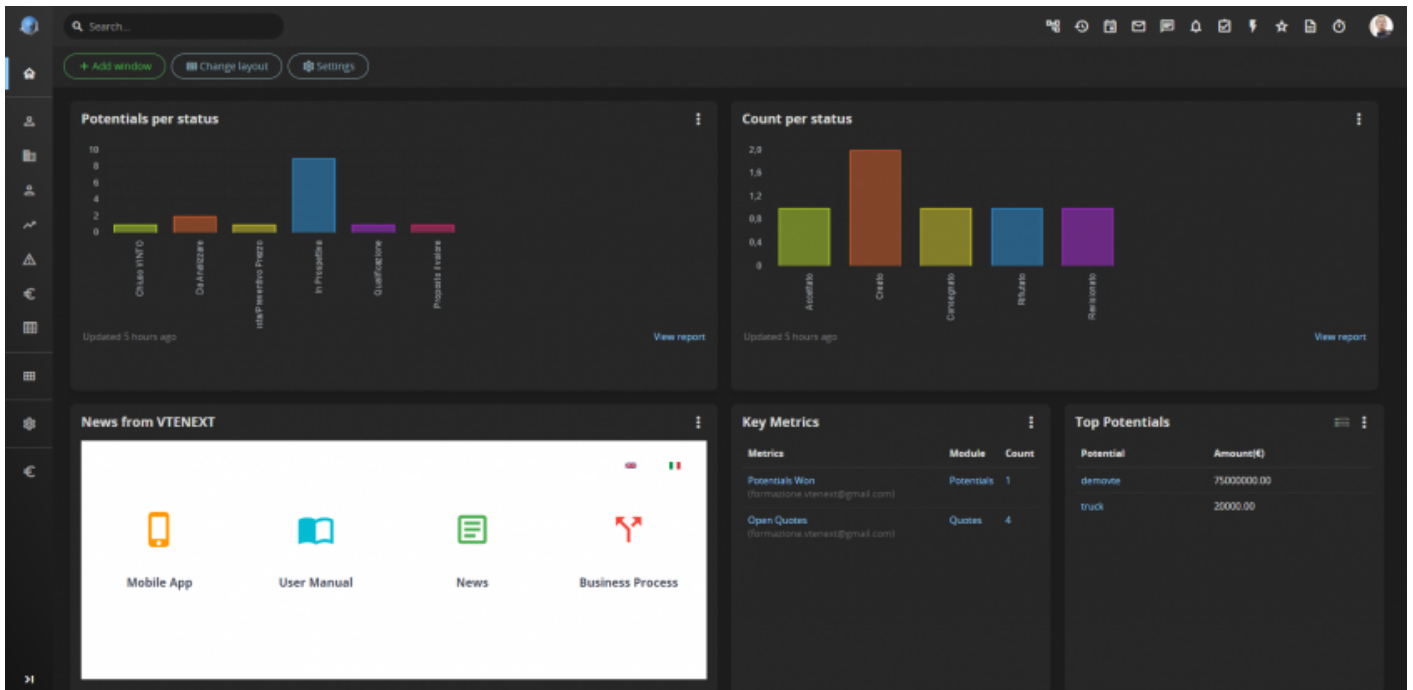 Search...
+ Add window
Change layout
Settings
Potentials per status
10
8
6
4
2
0
Chiuso VINTO
Da Analizzare
Preventivo Prezzo
In Prospettiva
Qualificazione
Proposta il valore
Updated 5 hours ago
View report
Count per status
2,0
1,6
1,2
0,8
0,4
0
Accettato
Creato
Consegnato
Rifiutato
Revisionato
Updated 5 hours ago
View report
News from VTENEXT
Mobile App
User Manual
News
Business Process
Key Metrics
Metrics Module Count
Potentials Won Potentials 1
(formazione.vtenext@gmail.com)
Open Quotes Quotes 4
(formazione.vtenext@gmail.com)
Top Potentials
Potential Amount(€)
demovte 75000000.00
truck 20000.00